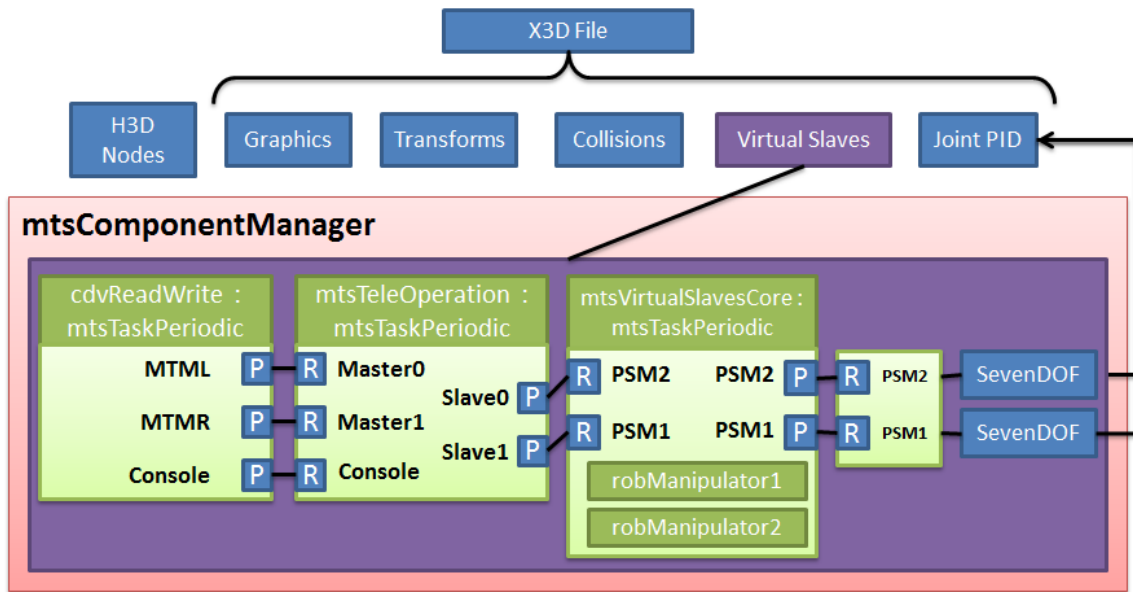 X3D File
H3D
Nodes
Graphics
Transforms
Collisions
Virtual Slaves
Joint PID
mtsComponentManager
cdvReadWrite :
mtsTaskPeriodic
MTML
P
MTMR
P
Console
P
mtsTeleOperation :
mtsTaskPeriodic
R
Master0
R
Master1
R
Console
Slave0
P
Slave1
P
mtsVirtualSlavesCore :
mtsTaskPeriodic
R
PSM2
PSM2
P
R
PSM1
PSM1
P
robManipulator1
robManipulator2
R
PSM2
R
PSM1
SevenDOF
SevenDOF